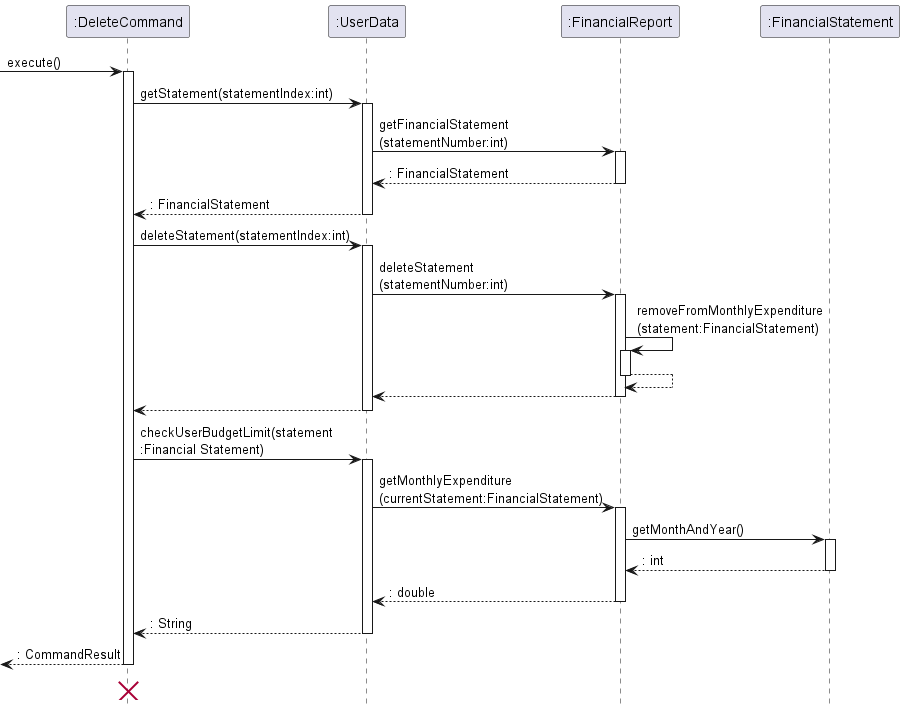 :DeleteCommand
:UserData
:FinancialReport
:FinancialStatement
execute()
getStatement(statementIndex:int)
getFinancialStatement
(statementNumber:int)
: FinancialStatement
: FinancialStatement
deleteStatement(statementIndex:int)
deleteStatement
(statementNumber:int)
removeFromMonthlyExpenditure
(statement:FinancialStatement)
checkUserBudgetLimit(statement
:Financial Statement)
getMonthlyExpenditure
(currentStatement:FinancialStatement)
getMonthAndYear()
: int
: double
: String
: CommandResult